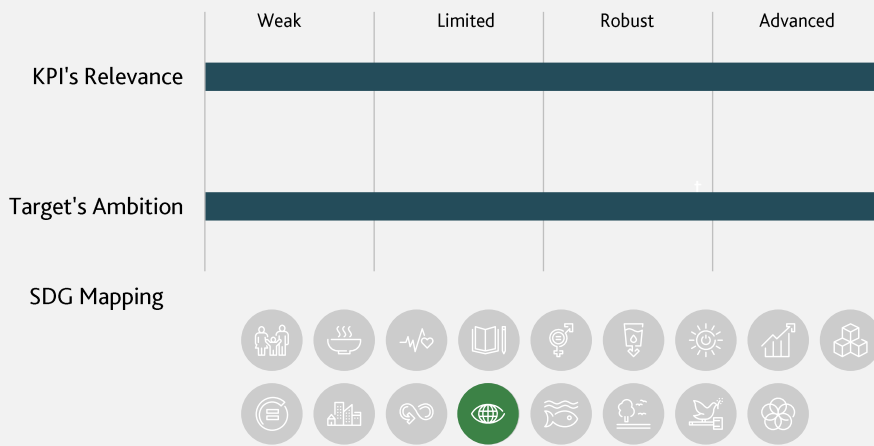 Weak Limited Robust Advanced
KPI's Relevance
Target's Ambition
SDG Mapping